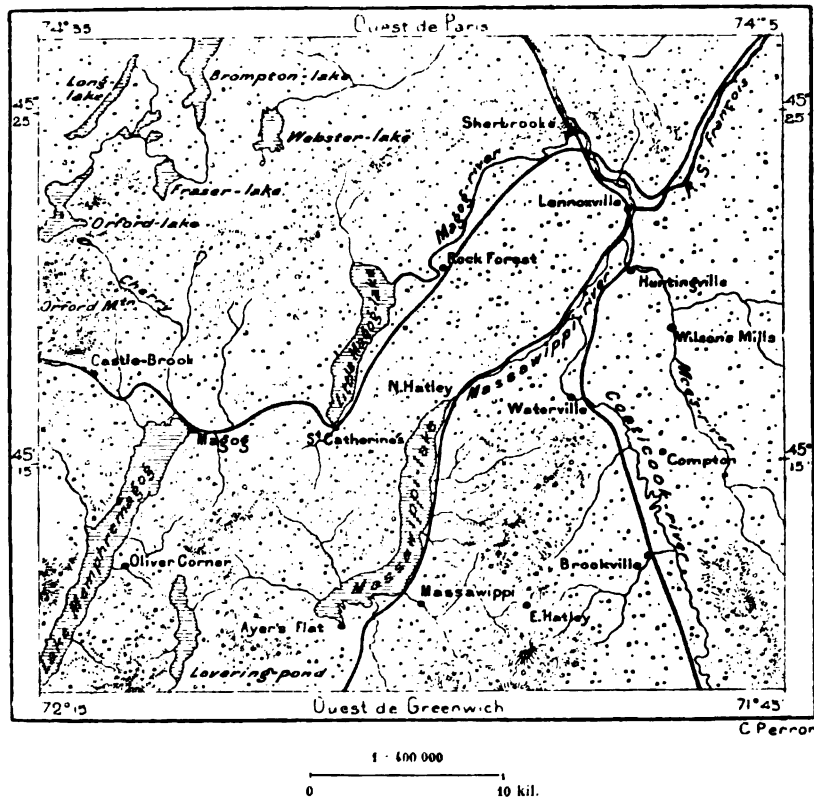 74°35
Ouest de Paris
74°5
Long-lake
Brompton-lake
45°
25
45°
25
Sherbrooke
Webster-lake
R. St François
Fraser-lake
Magog-river
Lennoxville
Orford-lake
Rock Forest
Cherry
Huntingville
Orford Mtn.
Little Magog lake
Massawippi river
Wilson's Mills
Castle-Brook
N. Hatley
Waterville
Magog
St Catherine's
Coaticook river
Compton
45°
15
45°
15
Lake Memphremagog
Massawippi lake
Brookville
Oliver Corner
Massawippi
E. Hatley
Ayer's Flat
Lovering-pond
72°15
Ouest de Greenwich
71°45
C Perron
1 : 400 000
0
10 kil.